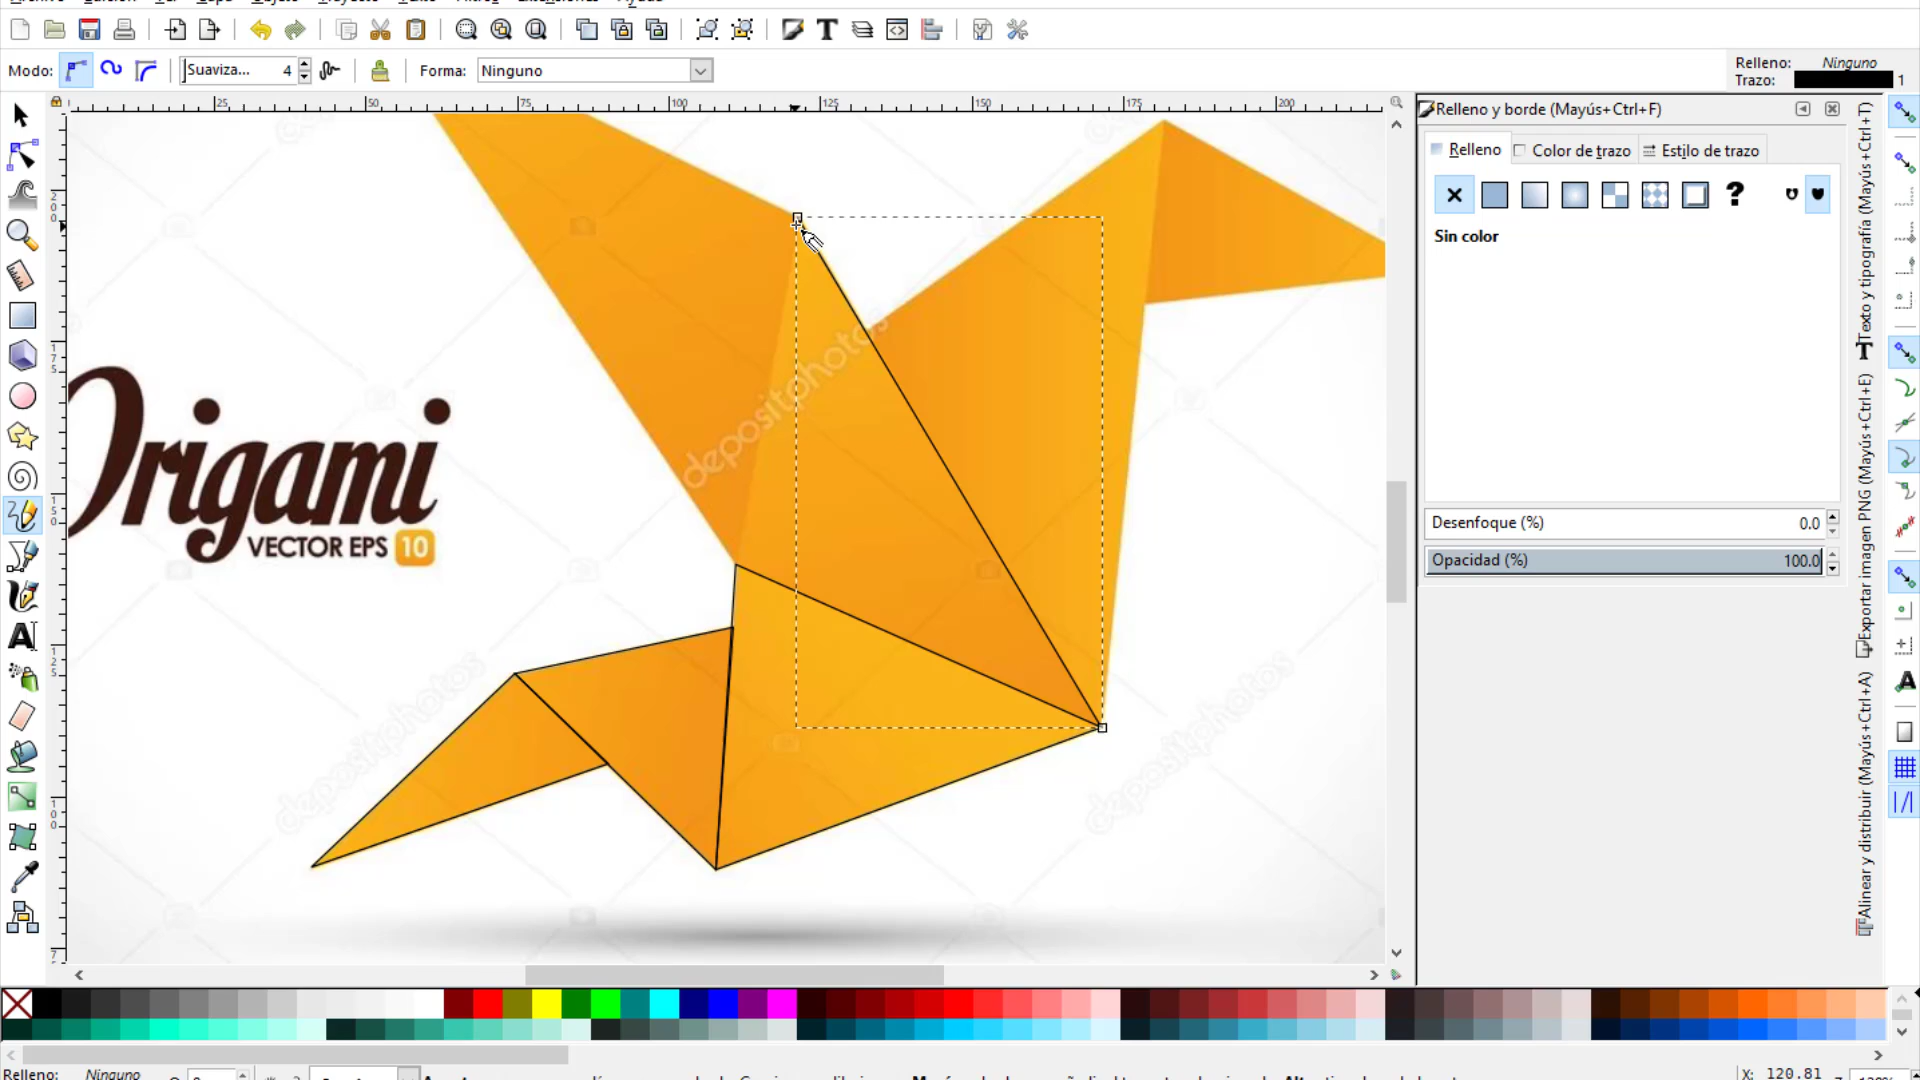 Modo:
Suaviza... 4
Forma: Ninguno
Relleno: Ninguno
Trazo: 1
25 50 75 100 125 150 175 200
Relleno y borde (Mayús+Ctrl+F)
Relleno Color de trazo Estilo de trazo
Sin color
Desenfoque (%) 0.0
Opacidad (%) 100.0
Texto y tipografía (Mayús+Ctrl+T)
Exportar imagen PNG (Mayús+Ctrl+E)
Alinear y distribuir (Mayús+Ctrl+A)
Origami
VECTOR EPS 10
depositphotos
depositphotos
depositphotos
Relleno: Ninguno
X: 120.81